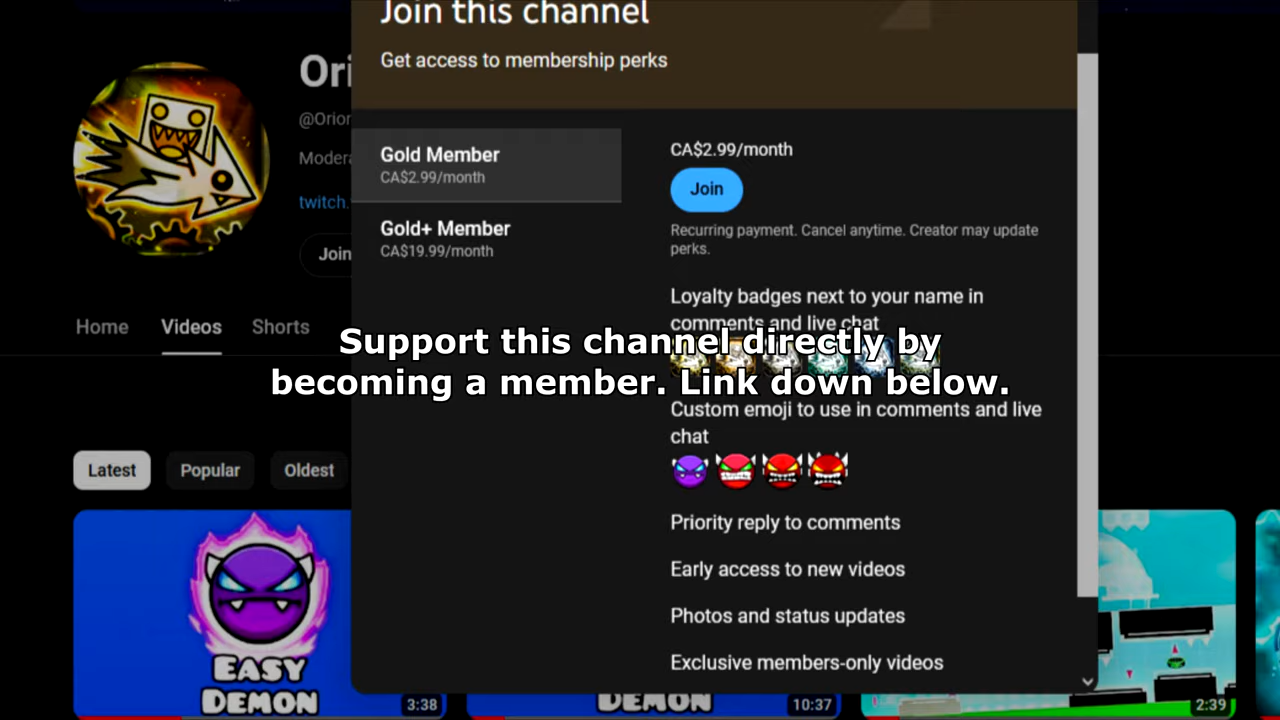 Join this channel
Get access to membership perks
Ori
@Orior
Modera
twitch.
Join
Home
Videos
Shorts
Latest
Popular
Oldest
Gold Member
CA$2.99/month
Gold+ Member
CA$19.99/month
CA$2.99/month
Join
Recurring payment. Cancel anytime. Creator may update
perks.
Loyalty badges next to your name in
comments and live chat
Custom emoji to use in comments and live
chat
Priority reply to comments
Early access to new videos
Photos and status updates
Exclusive members-only videos
Support this channel directly by
becoming a member. Link down below.
EASY
DEMON
3:38
DEMON
10:37
2:39